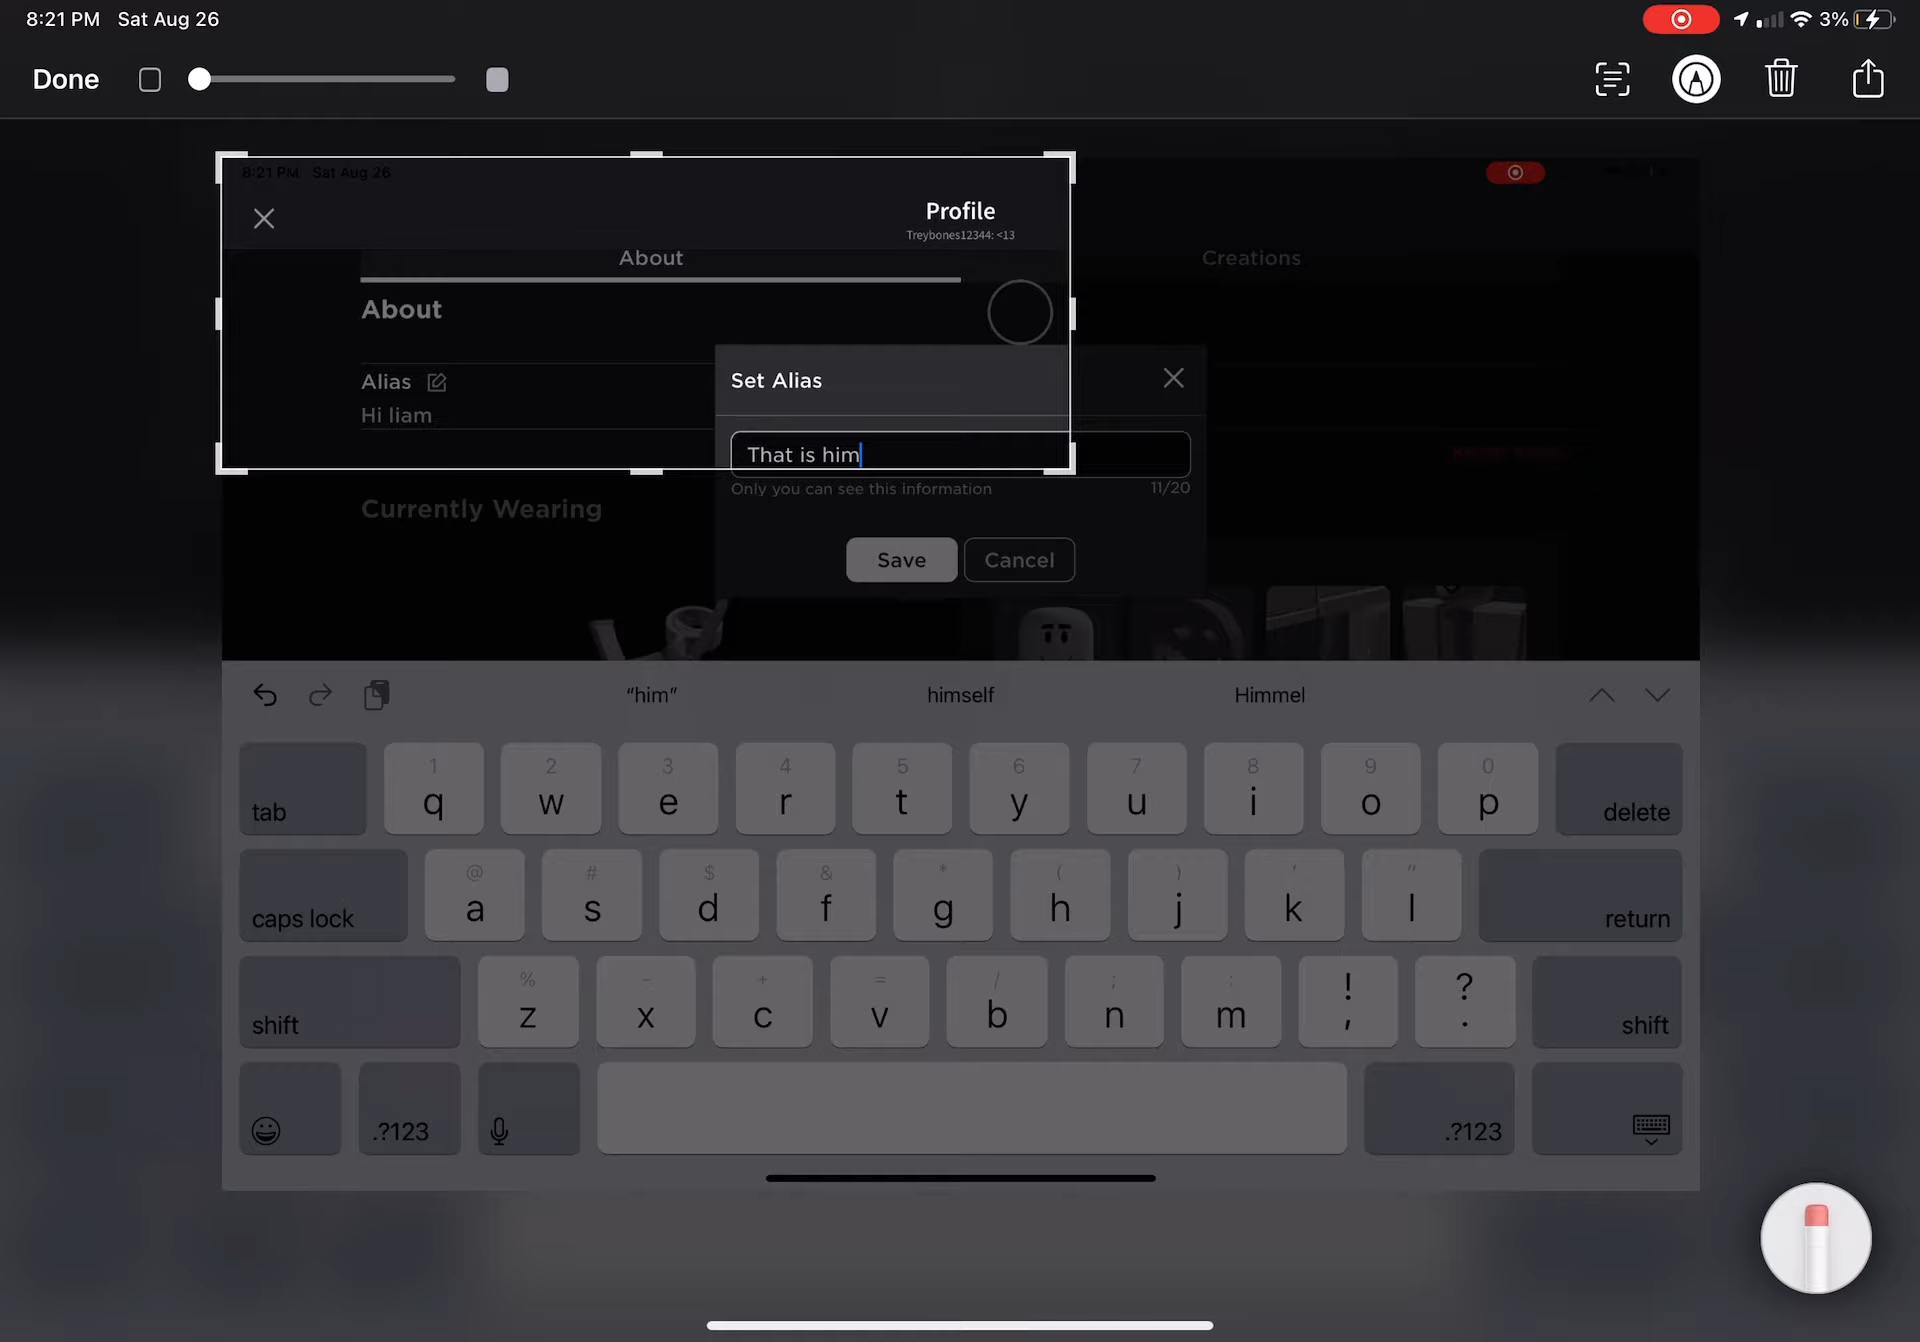 8:21 PM Sat Aug 26
3%
Done
8:21 PM Sat Aug 26
Profile
Treybones12344: <13
About
Creations
About
Alias
Hi liam
Set Alias
That is him
Only you can see this information
11/20
Currently Wearing
Save
Cancel
“him”
himself
Himmel
1 2 3 4 5 6 7 8 9 0
tab q w e r t y u i o p delete
@ # $ & * ( ) ' "
caps lock a s d f g h j k l return
% - + = / ; : ! ?
shift z x c v b n m , . shift
.?123
.?123